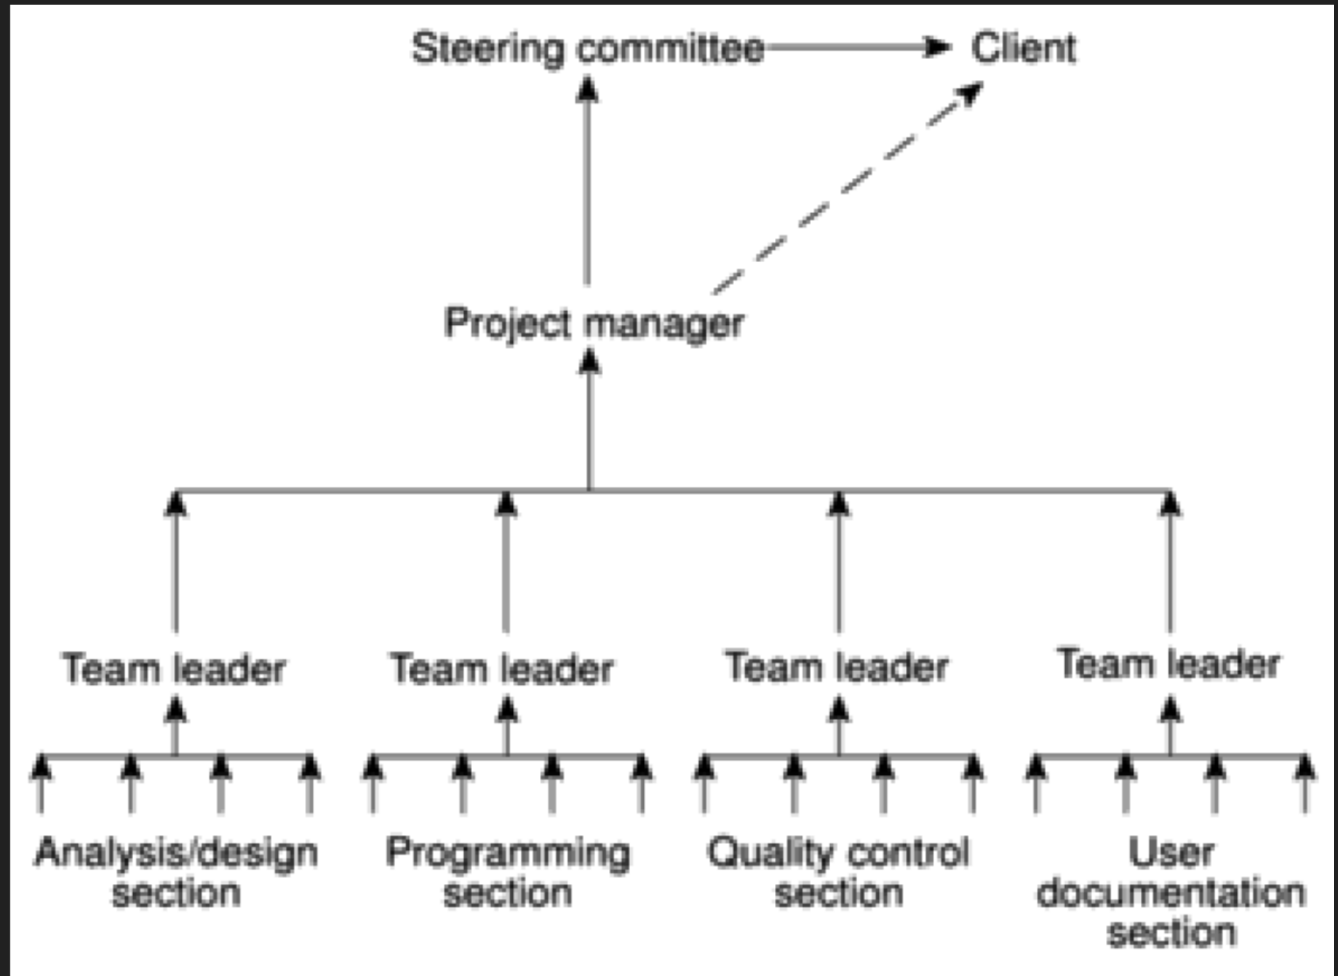 Steering committee
Client
Project manager
Team leader
Team leader
Team leader
Team leader
Analysis/design
section
Programming
section
Quality control
section
User
documentation
section